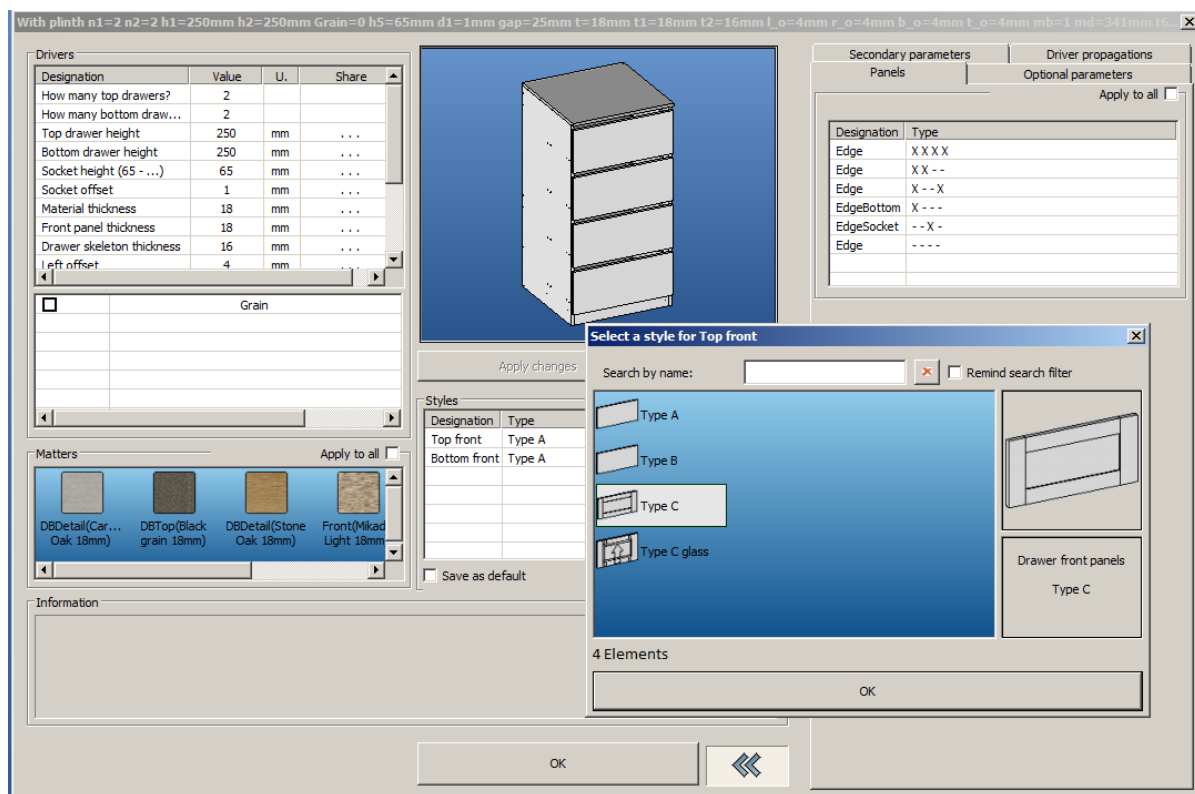 With plinth n1=2 n2=2 h1=250mm h2=250mm Grain=0 h5=65mm d1=1mm gap=25mm t=18mm t1=18mm t2=16mm l_o=4mm r_o=4mm b_o=4mm t_o=4mm mb=1 md=341mm t6...
Drivers
Designation Value U. Share
How many top drawers? 2
How many bottom draw... 2
Top drawer height 250 mm ...
Bottom drawer height 250 mm ...
Socket height (65 - ...) 65 mm ...
Socket offset 1 mm ...
Material thickness 18 mm ...
Front panel thickness 18 mm ...
Drawer skeleton thickness 16 mm ...
Left offset 4 mm ...
Grain
Matters Apply to all
DBDetail(Car... Oak 18mm)
DBTop(Black grain 18mm)
DBDetail(Stone Oak 18mm)
Front(Mikad Light 18mm
Information
Apply changes
Styles
Designation Type
Top front Type A
Bottom front Type A
Save as default
OK
Secondary parameters Driver propagations
Panels Optional parameters
Apply to all
Designation Type
Edge X X X X
Edge X X - -
Edge X - - X
EdgeBottom X - - -
EdgeSocket - - X -
Edge - - - -
Select a style for Top front
Search by name: Remind search filter
Type A
Type B
Type C
Type C glass
Drawer front panels
Type C
4 Elements
OK